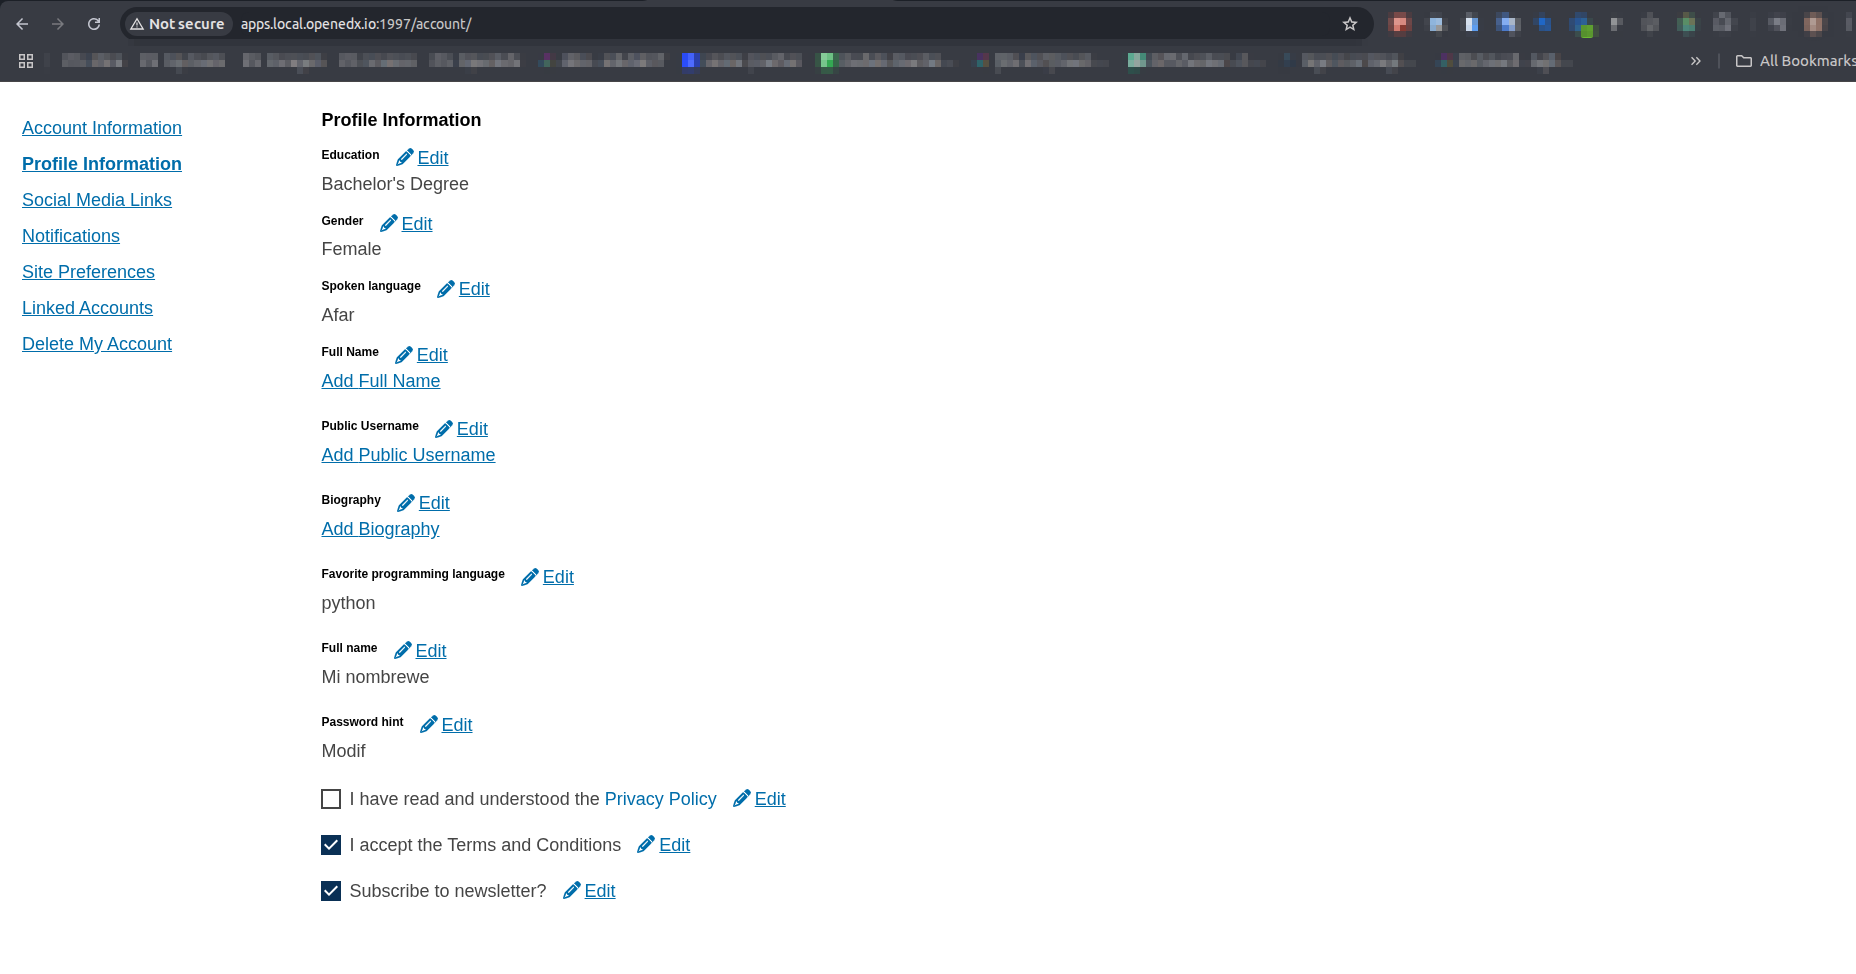 Not secure apps.local.openedx.io:1997/account/
All Bookmarks
Account Information
Profile Information
Social Media Links
Notifications
Site Preferences
Linked Accounts
Delete My Account
Profile Information
Education Edit
Bachelor's Degree
Gender Edit
Female
Spoken language Edit
Afar
Full Name Edit
Add Full Name
Public Username Edit
Add Public Username
Biography Edit
Add Biography
Favorite programming language Edit
python
Full name Edit
Mi nombrewe
Password hint Edit
Modif
I have read and understood the Privacy Policy Edit
I accept the Terms and Conditions Edit
Subscribe to newsletter? Edit